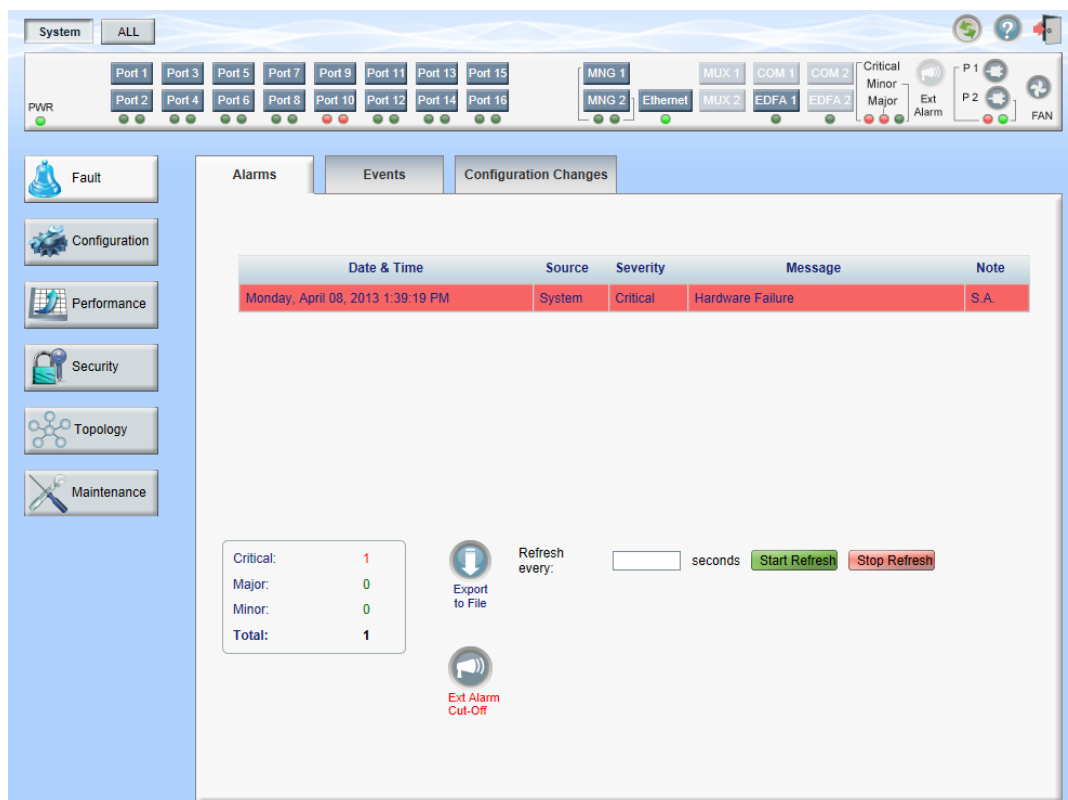 System ALL
Port 1 Port 3 Port 5 Port 7 Port 9 Port 11 Port 13 Port 15 MNG 1 MUX 1 COM 1 COM 2 Critical P 1
Minor
Port 2 Port 4 Port 6 Port 8 Port 10 Port 12 Port 14 Port 16 MNG 2 Ethernet MUX 2 EDFA 1 EDFA 2 Major Ext P 2
PWR Alarm FAN
Fault
Configuration
Performance
Security
Topology
Maintenance
Alarms Events Configuration Changes
Date & Time Source Severity Message Note
Monday, April 08, 2013 1:39:19 PM System Critical Hardware Failure S.A.
Critical: 1
Major: 0
Minor: 0
Total: 1
Export
to File
Refresh
every: seconds Start Refresh Stop Refresh
Ext Alarm
Cut-Off